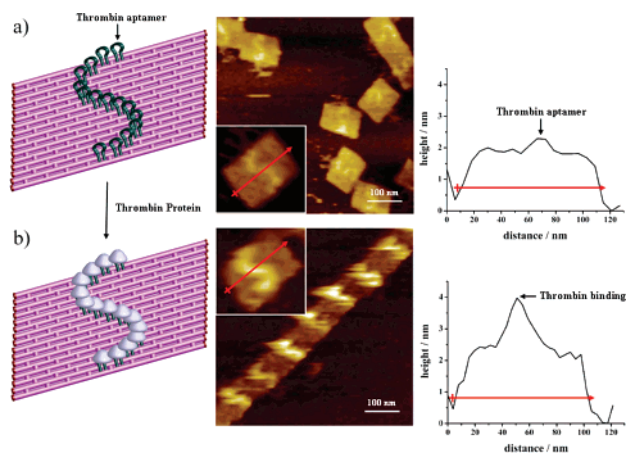 a)
Thrombin aptamer
100 nm
Thrombin aptamer
height / nm
4
3
2
1
0
0 20 40 60 80 100 120
distance / nm
Thrombin Protein
b)
100 nm
Thrombin binding
height / nm
4
3
2
1
0
0 20 40 60 80 100 120
distance / nm